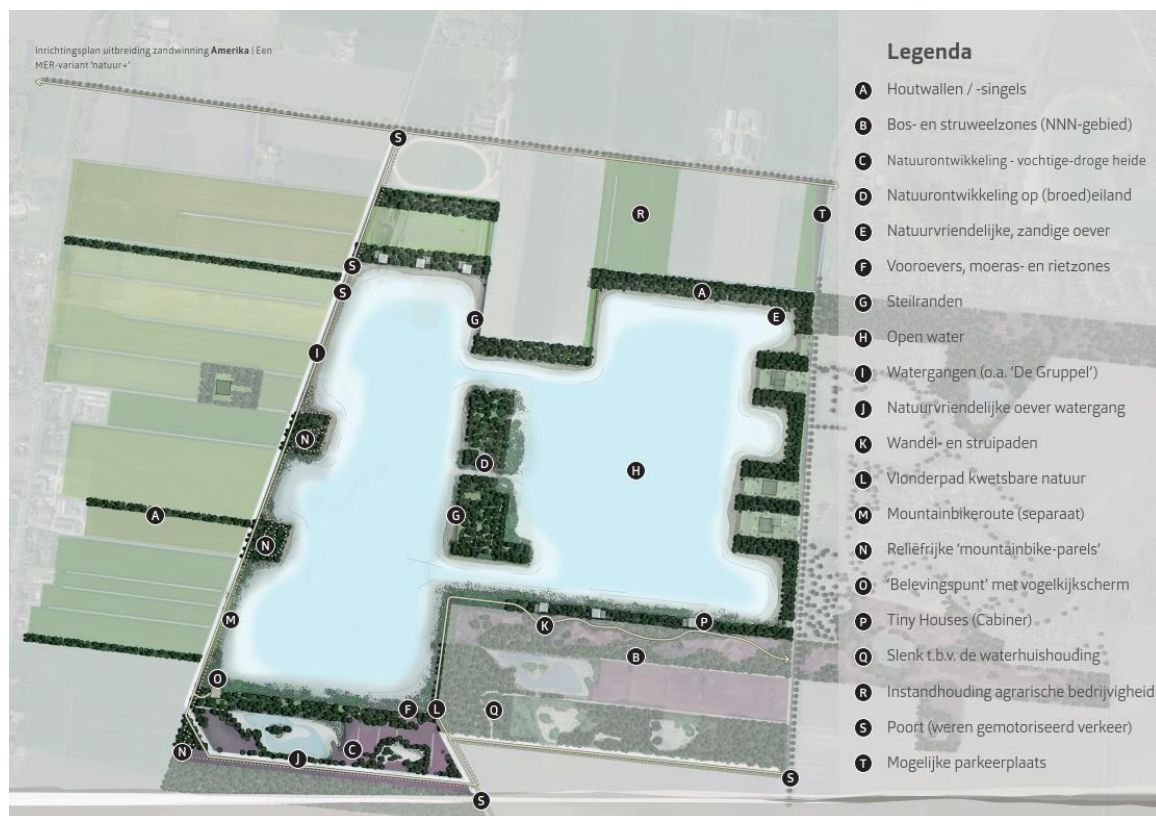 Inrichtingsplan uitbreiding zandwinning Amerika | Een
MER-variant 'natuur+'
Legenda
A Houtwallen / -singels
B Bos- en struweelzones (NNN-gebied)
C Natuurontwikkeling - vochtige-droge heide
D Natuurontwikkeling op (broed)eiland
E Natuurvriendelijke, zandige oever
F Vooroevers, moeras- en rietzones
G Steilranden
H Open water
I Watergangen (o.a. 'De Gruppel')
J Natuurvriendelijke oever watergang
K Wandel- en struipaden
L Vlonderpad kwetsbare natuur
M Mountainbikeroute (separaat)
N Reliëfrijke 'mountainbike-parels'
O 'Belevingspunt' met vogelkijkscherm
P Tiny Houses (Cabiner)
Q Slenk t.b.v. de waterhuishouding
R Instandhouding agrarische bedrijvigheid
S Poort (weren gemotoriseerd verkeer)
T Mogelijke parkeerplaats
S
R
T
S
S
A
G
E
I
N
D
H
G
A
N
M
K
P
B
O
F
L
Q
N
C
J
S
S